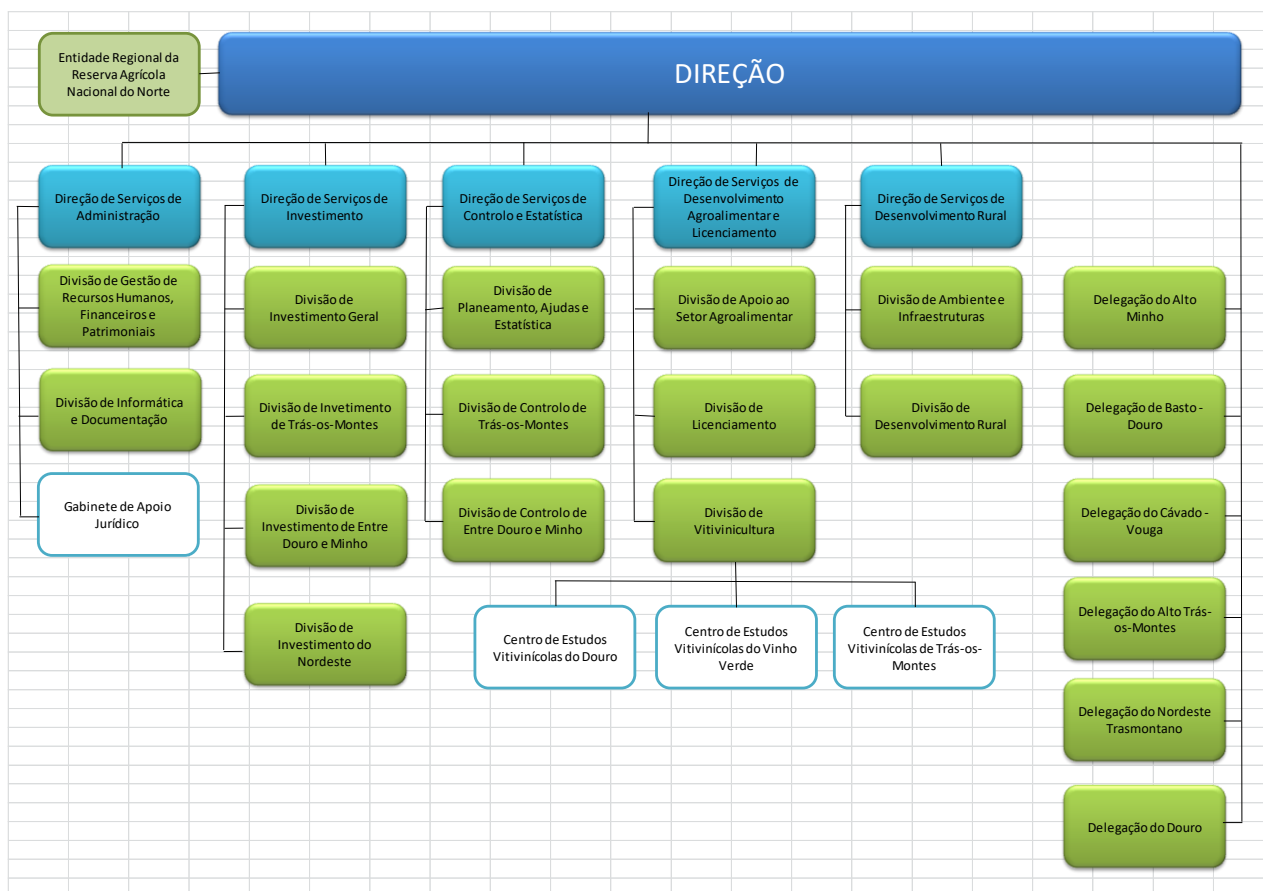 Entidade Regional da
Reserva Agrícola
Nacional do Norte
DIREÇÃO
Direção de Serviços de
Administração
Direção de Serviços de
Investimento
Direção de Serviços de
Controlo e Estatística
Direção de Serviços de
Desenvolvimento
Agroalimentar e
Licenciamento
Direção de Serviços de
Desenvolvimento Rural
Divisão de Gestão de
Recursos Humanos,
Financeiros e
Patrimoniais
Divisão de
Investimento Geral
Divisão de
Planeamento, Ajudas e
Estatística
Divisão de Apoio ao
Setor Agroalimentar
Divisão de Ambiente e
Infraestruturas
Delegação do Alto
Minho
Divisão de Informática
e Documentação
Divisão de Invetimento
de Trás-os-Montes
Divisão de Controlo de
Trás-os-Montes
Divisão de
Licenciamento
Divisão de
Desenvolvimento Rural
Delegação de Basto -
Douro
Gabinete de Apoio
Jurídico
Divisão de
Investimento de Entre
Douro e Minho
Divisão de Controlo de
Entre Douro e Minho
Divisão de
Vitivinicultura
Delegação do Cávado -
Vouga
Divisão de
Investimento do
Nordeste
Centro de Estudos
Vitivinícolas do Douro
Centro de Estudos
Vitivinícolas do Vinho
Verde
Centro de Estudos
Vitivinícolas de Trás-os-
Montes
Delegação do Alto Trás-
os-Montes
Delegação do Nordeste
Trasmontano
Delegação do Douro